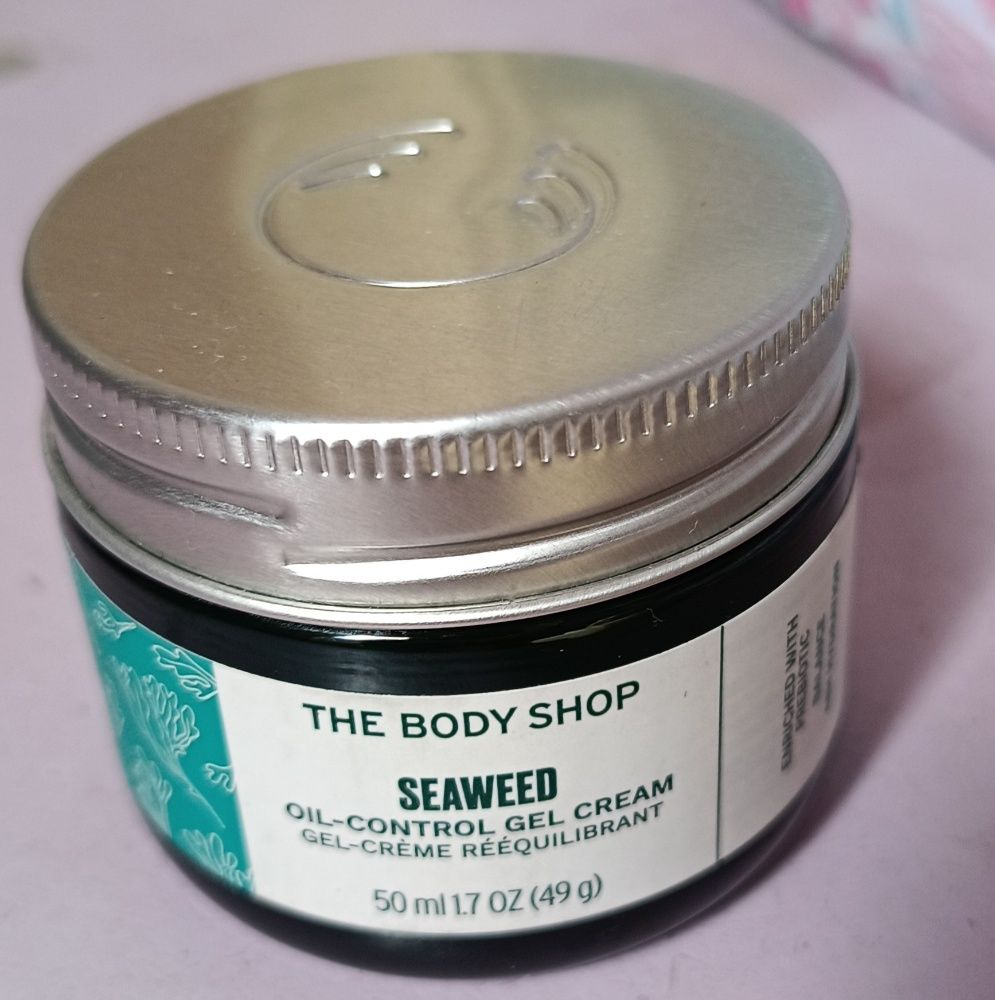 THE BODY SHOP
SEAWEED
OIL-CONTROL GEL CREAM
GEL-CRÈME RÉÉQUILIBRANT
50 ml 1.7 OZ (49 g)
ENRICHED WITH
PREBIOTIC
BALANCE